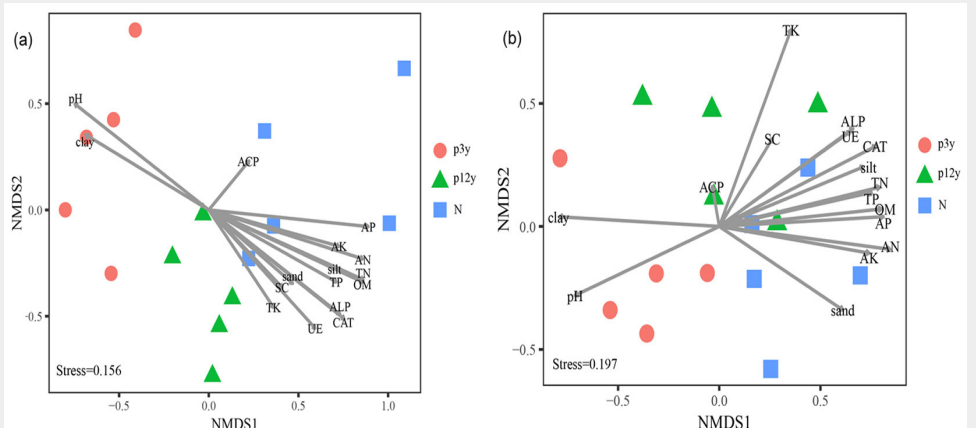 (a)
NMDS2
0.5
0.0
−0.5
pH
clay
ACP
AP
AK
AN
silt
TN
sand
TP
OM
SC
TK
ALP
UE
CAT
Stress=0.156
−0.5
0.0
0.5
1.0
NMDS1
p3y
p12y
N
(b)
NMDS2
0.5
0.0
−0.5
TK
ALP
SC
UE
CAT
silt
ACP
TN
TP
OM
clay
AP
AN
AK
pH
sand
Stress=0.197
−0.5
0.0
0.5
NMDS1
p3y
p12y
N